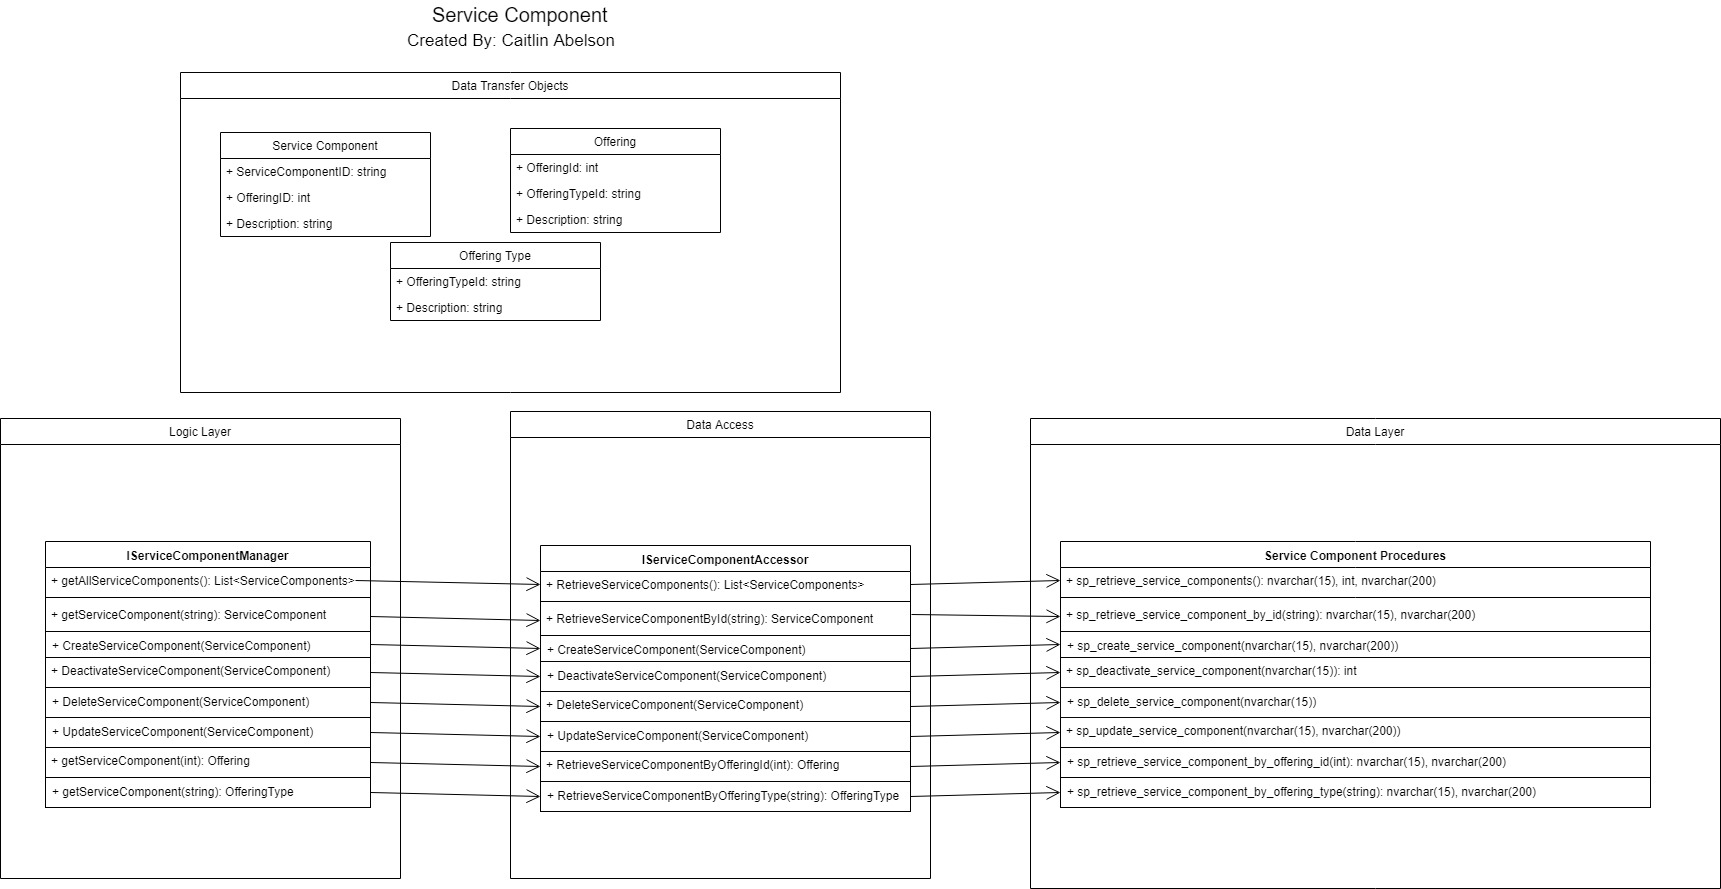 Service Component
Created By: Caitlin Abelson
Data Transfer Objects
Service Component
+ ServiceComponentID: string
+ OfferingID: int
+ Description: string
Offering
+ OfferingId: int
+ OfferingTypeId: string
+ Description: string
Offering Type
+ OfferingTypeId: string
+ Description: string
Logic Layer
IServiceComponentManager
+ getAllServiceComponents(): List<ServiceComponents>
+ getServiceComponent(string): ServiceComponent
+ CreateServiceComponent(ServiceComponent)
+ DeactivateServiceComponent(ServiceComponent)
+ DeleteServiceComponent(ServiceComponent)
+ UpdateServiceComponent(ServiceComponent)
+ getServiceComponent(int): Offering
+ getServiceComponent(string): OfferingType
Data Access
IServiceComponentAccessor
+ RetrieveServiceComponents(): List<ServiceComponents>
+ RetrieveServiceComponentById(string): ServiceComponent
+ CreateServiceComponent(ServiceComponent)
+ DeactivateServiceComponent(ServiceComponent)
+ DeleteServiceComponent(ServiceComponent)
+ UpdateServiceComponent(ServiceComponent)
+ RetrieveServiceComponentByOfferingId(int): Offering
+ RetrieveServiceComponentByOfferingType(string): OfferingType
Data Layer
Service Component Procedures
+ sp_retrieve_service_components(): nvarchar(15), int, nvarchar(200)
+ sp_retrieve_service_component_by_id(string): nvarchar(15), nvarchar(200)
+ sp_create_service_component(nvarchar(15), nvarchar(200))
+ sp_deactivate_service_component(nvarchar(15)): int
+ sp_delete_service_component(nvarchar(15))
+ sp_update_service_component(nvarchar(15), nvarchar(200))
+ sp_retrieve_service_component_by_offering_id(int): nvarchar(15), nvarchar(200)
+ sp_retrieve_service_component_by_offering_type(string): nvarchar(15), nvarchar(200)